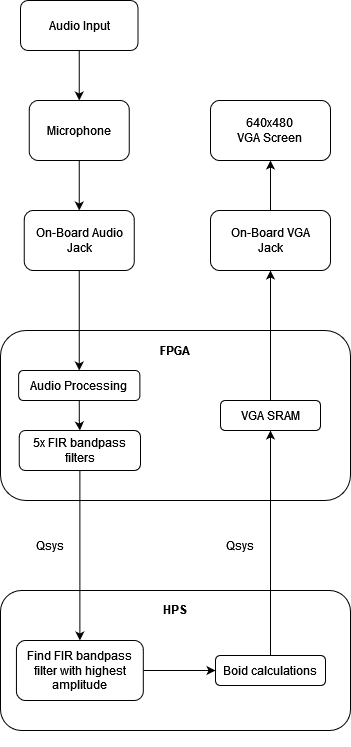 Audio Input
Microphone
On-Board Audio
Jack
640x480
VGA Screen
On-Board VGA
Jack
FPGA
Audio Processing
5x FIR bandpass
filters
VGA SRAM
Qsys
Qsys
HPS
Find FIR bandpass
filter with highest
amplitude
Boid calculations